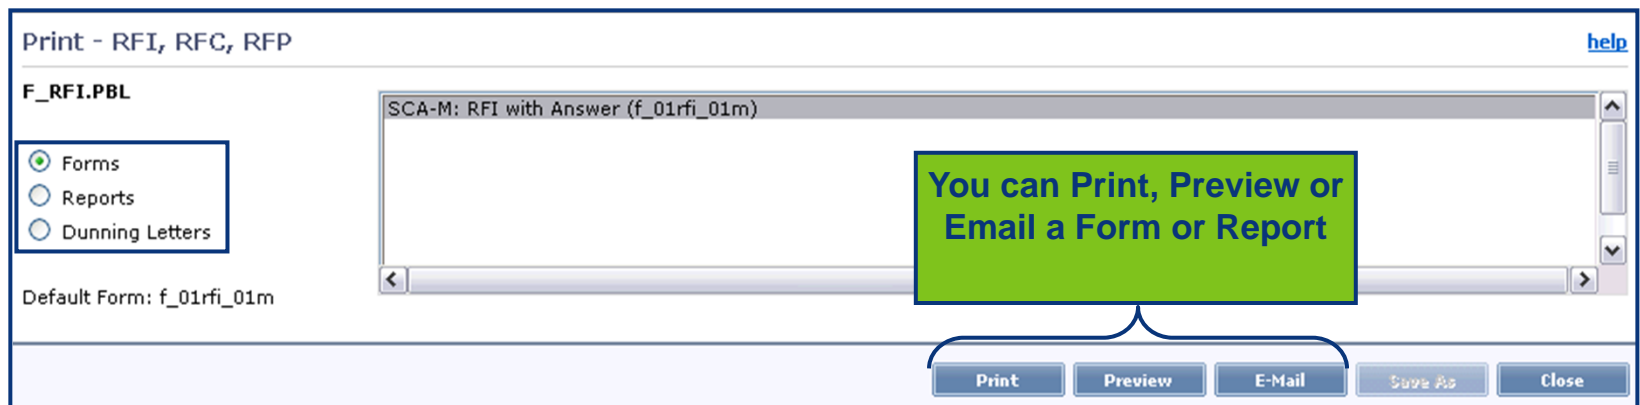 Print - RFI, RFC, RFP
help
F_RFI.PBL
SCA-M: RFI with Answer (f_01rfi_01m)
Forms
Reports
Dunning Letters
You can Print, Preview or
Email a Form or Report
Default Form: f_01rfi_01m
Print Preview E-Mail Save As Close